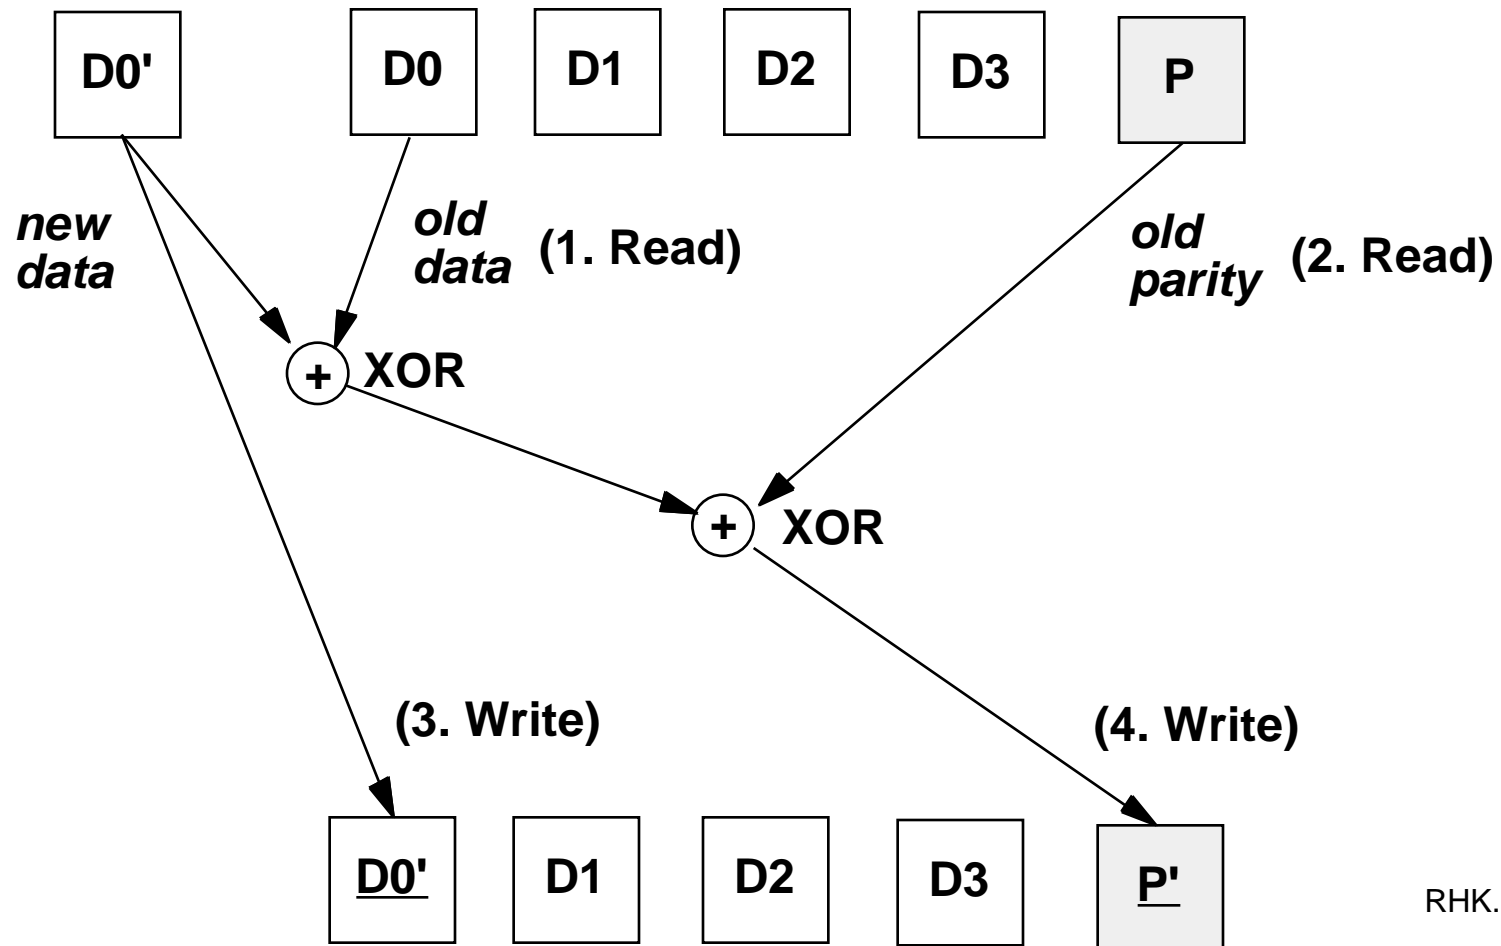 D0' D0 D1 D2 D3 P
new
data
old
data (1. Read)
old
parity (2. Read)
+ XOR
+ XOR
(3. Write) (4. Write)
D0' D1 D2 D3 P'
RHK.